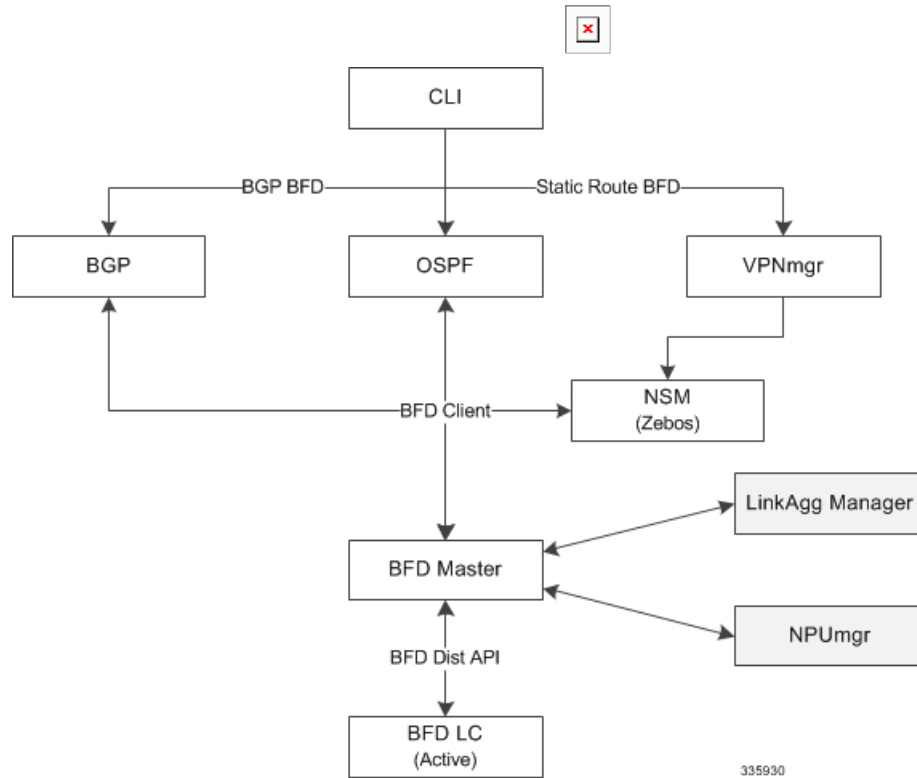 CLI
BGP BFD
Static Route BFD
BGP
OSPF
VPNmgr
BFD Client
NSM
(Zebos)
LinkAgg Manager
BFD Master
NPUmgr
BFD Dist API
BFD LC
(Active)
335930